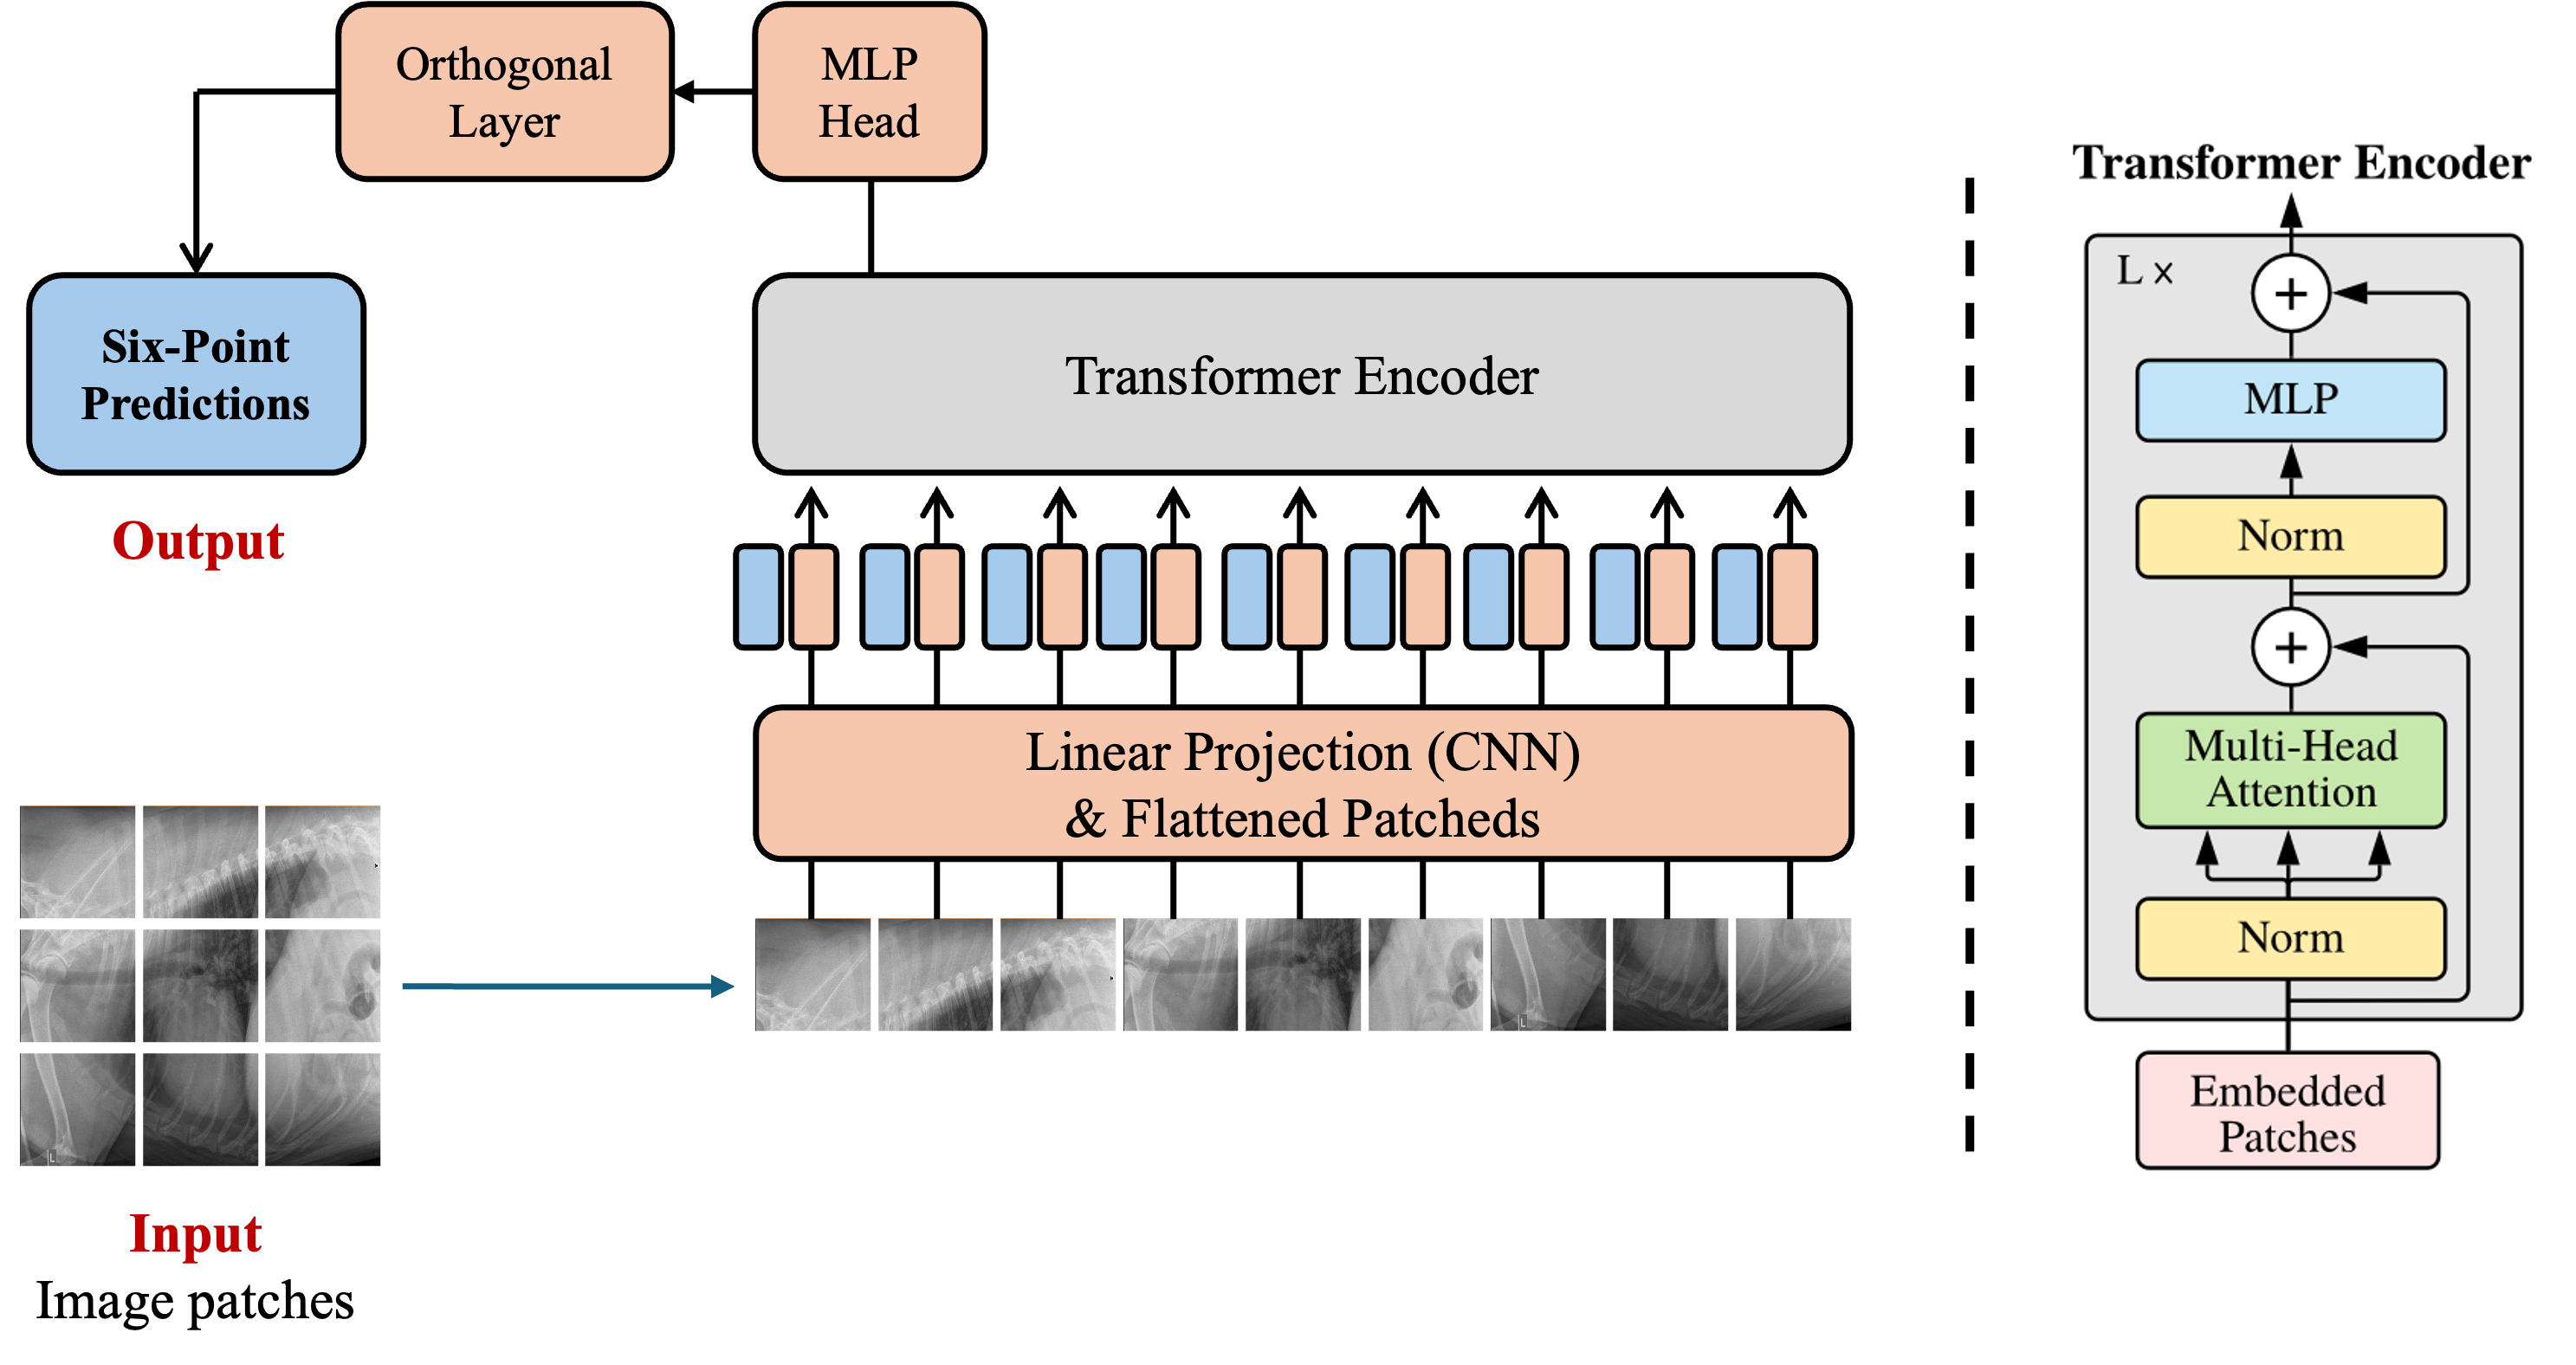 Orthogonal
Layer
MLP
Head
Six-Point
Predictions
Output
Transformer Encoder
Linear Projection (CNN)
& Flattened Patcheds
L
L
Input
Image patches
Transformer Encoder
L ×
+
MLP
Norm
+
Multi-Head
Attention
Norm
Embedded
Patches